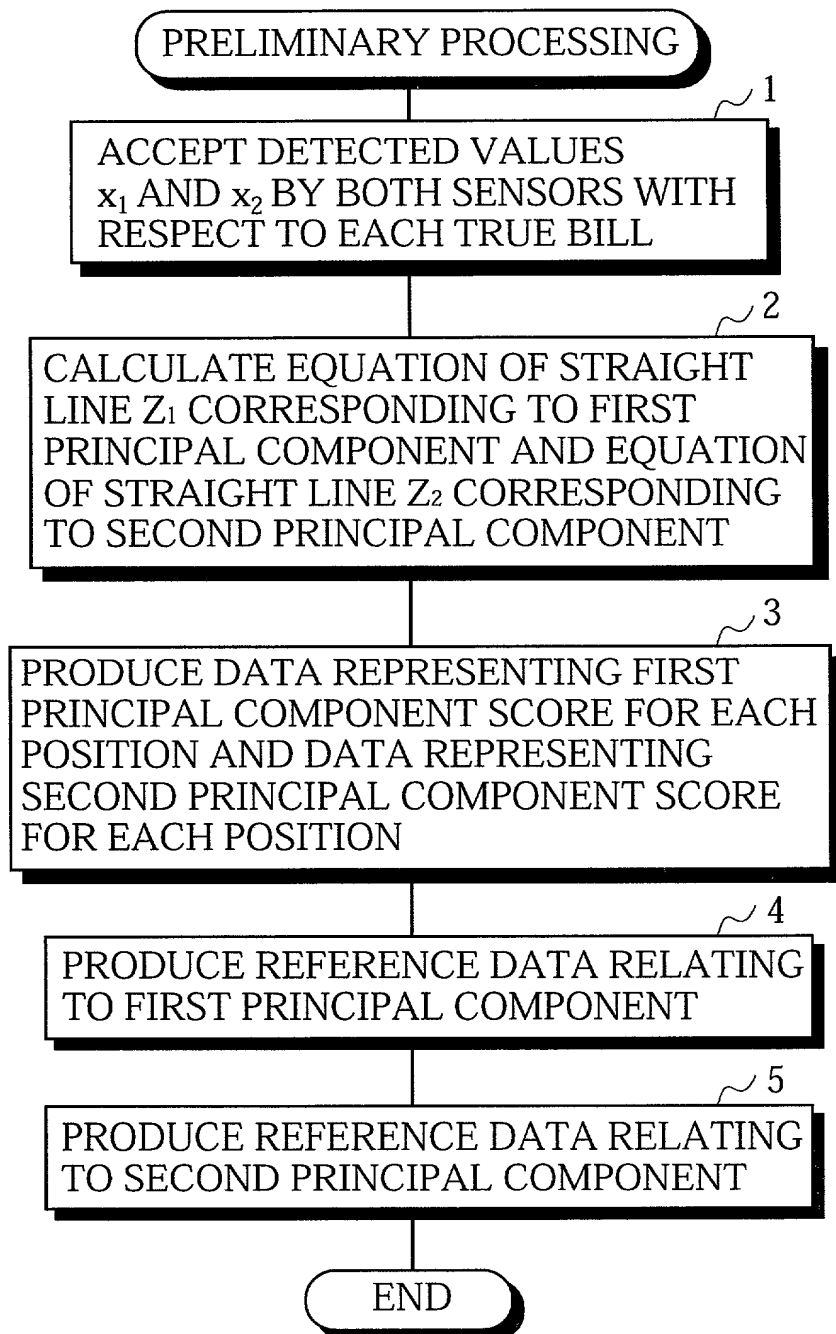 PRELIMINARY PROCESSING
1
ACCEPT DETECTED VALUES
x₁ AND x₂ BY BOTH SENSORS WITH
RESPECT TO EACH TRUE BILL
2
CALCULATE EQUATION OF STRAIGHT
LINE Z₁ CORRESPONDING TO FIRST
PRINCIPAL COMPONENT AND EQUATION
OF STRAIGHT LINE Z₂ CORRESPONDING
TO SECOND PRINCIPAL COMPONENT
3
PRODUCE DATA REPRESENTING FIRST
PRINCIPAL COMPONENT SCORE FOR EACH
POSITION AND DATA REPRESENTING
SECOND PRINCIPAL COMPONENT SCORE
FOR EACH POSITION
4
PRODUCE REFERENCE DATA RELATING
TO FIRST PRINCIPAL COMPONENT
5
PRODUCE REFERENCE DATA RELATING
TO SECOND PRINCIPAL COMPONENT
END